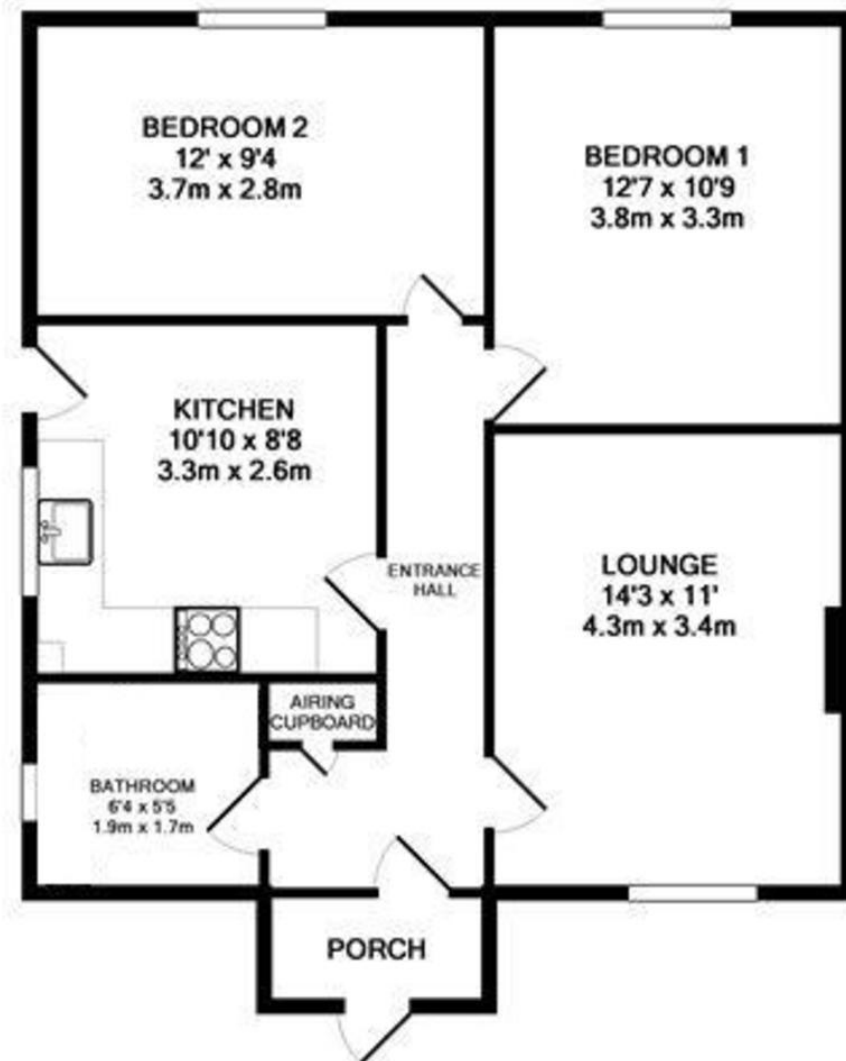 BEDROOM 2
12' x 9'4
3.7m x 2.8m
BEDROOM 1
12'7 x 10'9
3.8m x 3.3m
KITCHEN
10'10 x 8'8
3.3m x 2.6m
ENTRANCE
HALL
LOUNGE
14'3 x 11'
4.3m x 3.4m
AIRING
CUPBOARD
BATHROOM
6'4 x 5'5
1.9m x 1.7m
PORCH